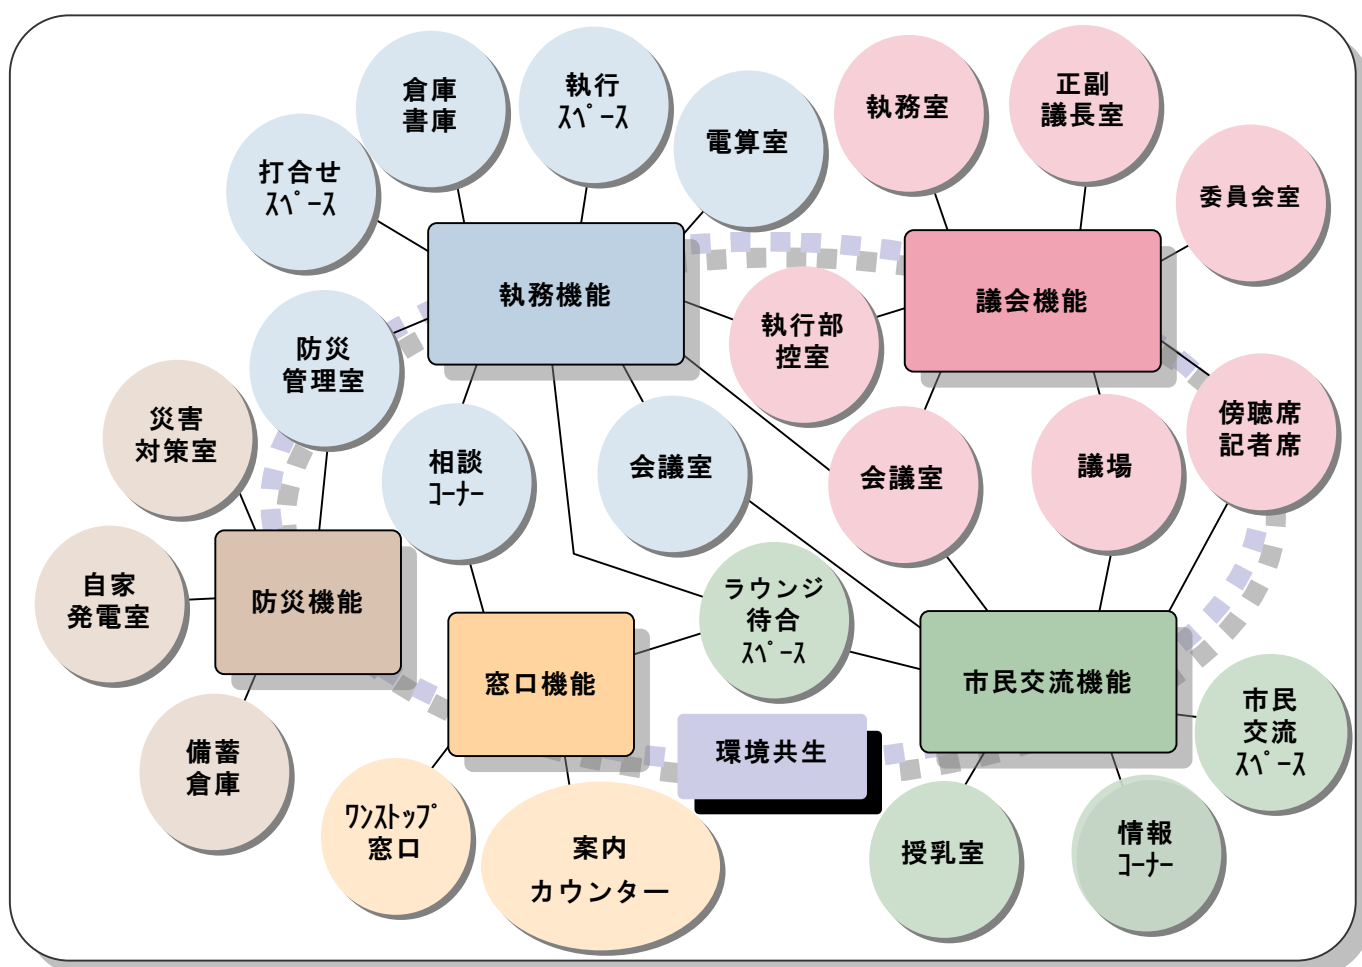 倉庫
書庫
執行
ｽﾍﾟｰｽ
執務室
正副
議長室
電算室
打合せ
ｽﾍﾟｰｽ
委員会室
執務機能
議会機能
執行部
控室
防災
管理室
災害
対策室
相談
ｺｰﾅｰ
会議室
会議室
議場
傍聴席
記者席
自家
発電室
防災機能
ラウンジ
待合
ｽﾍﾟｰｽ
窓口機能
市民交流機能
市民
交流
ｽﾍﾟｰｽ
備蓄
倉庫
環境共生
ﾜﾝｽﾄｯﾌﾟ
窓口
案内
カウンター
授乳室
情報
ｺｰﾅｰ